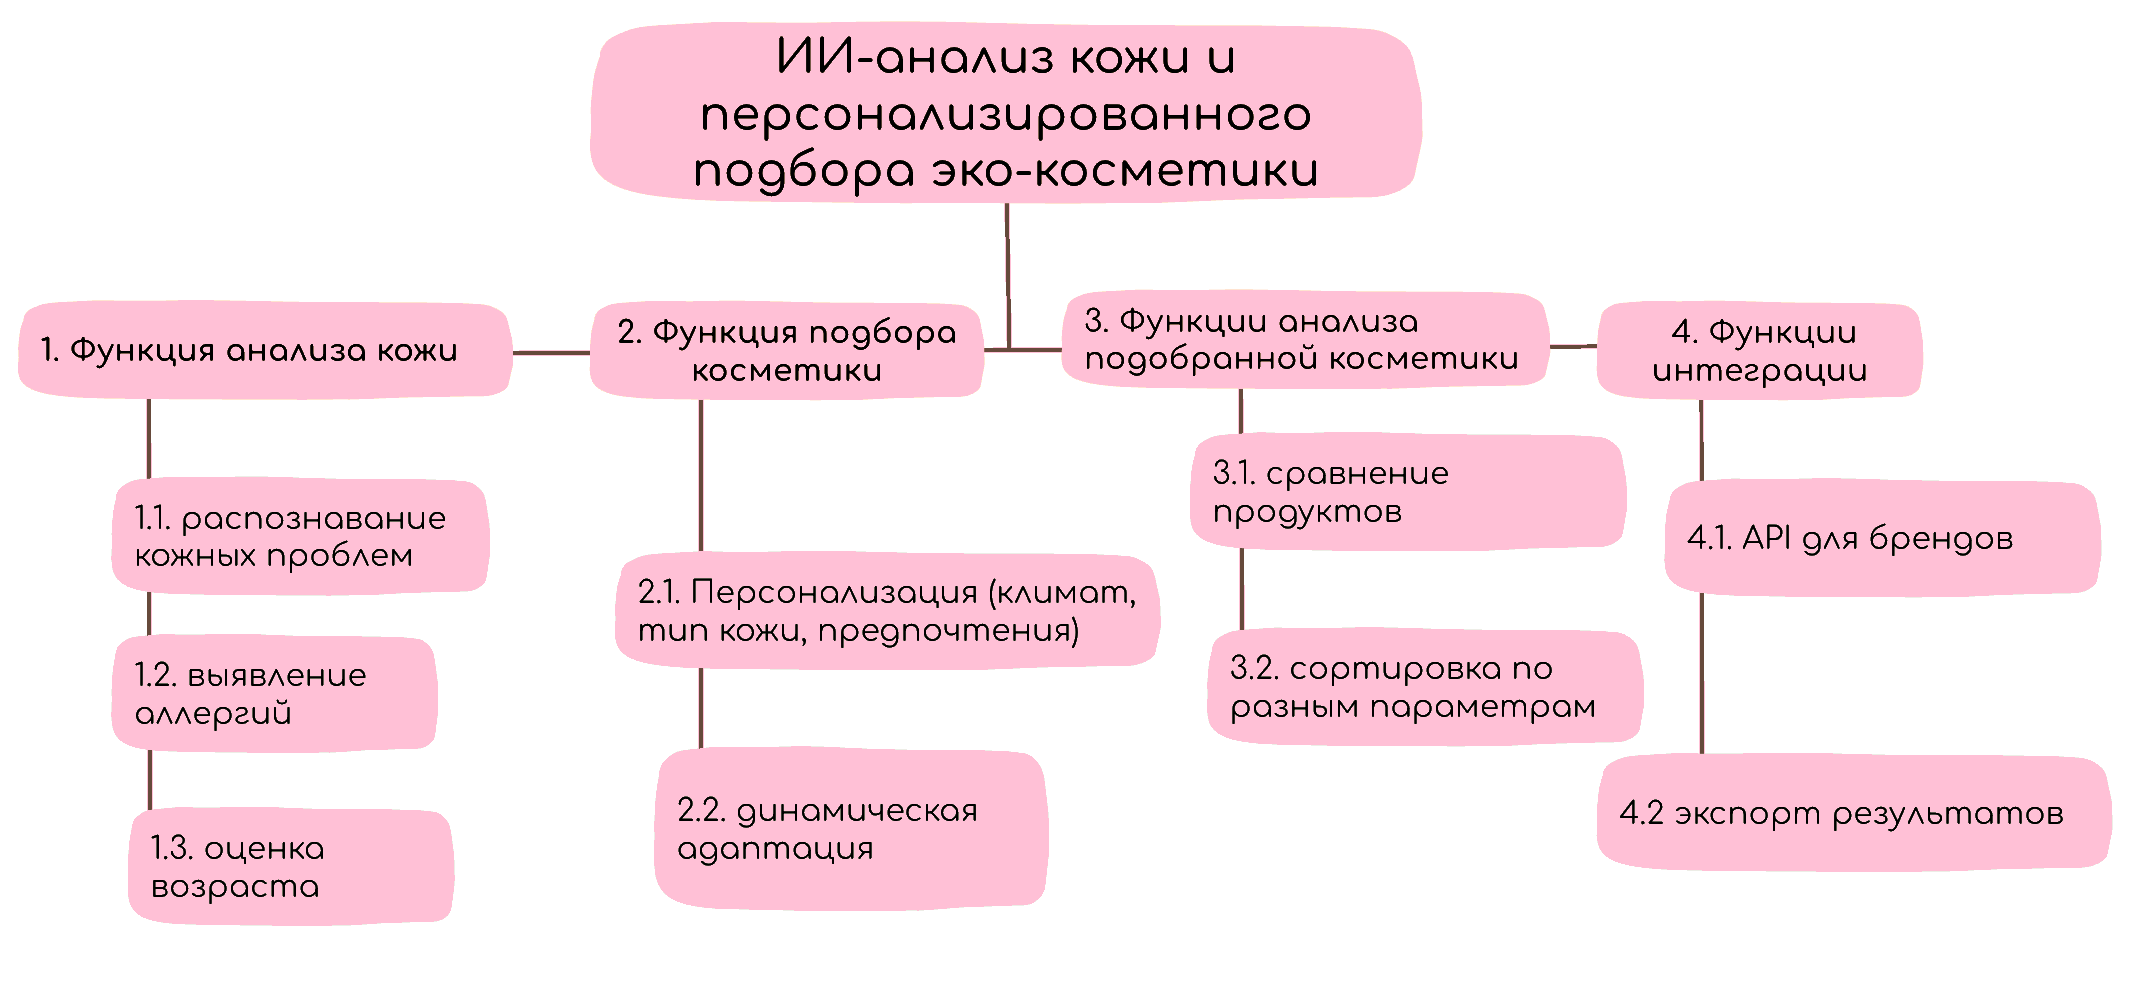 ИИ-анализ кожи и
персонализированного
подбора эко-косметики
1. Функция анализа кожи
1.1. распознавание
кожных проблем
1.2. выявление
аллергий
1.3. оценка
возраста
2. Функция подбора
косметики
2.1. Персонализация (климат,
тип кожи, предпочтения)
2.2. динамическая
адаптация
3. Функции анализа
подобранной косметики
3.1. сравнение
продуктов
3.2. сортировка по
разным параметрам
4. Функции
интеграции
4.1. API для брендов
4.2 экспорт результатов